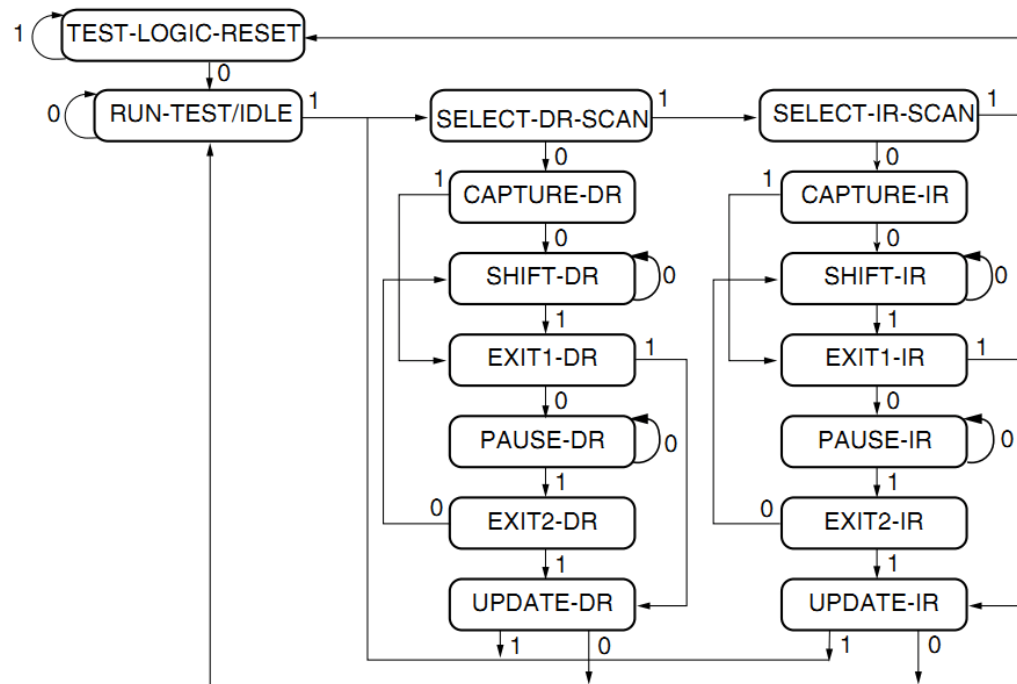 1 TEST-LOGIC-RESET
0
0 RUN-TEST/IDLE 1
SELECT-DR-SCAN 1
SELECT-IR-SCAN 1
0 0
1 CAPTURE-DR
1 CAPTURE-IR
0 0
SHIFT-DR 0
SHIFT-IR 0
1 1
EXIT1-DR 1
EXIT1-IR 1
0 0
PAUSE-DR 0
PAUSE-IR 0
1 1
0 EXIT2-DR
0 EXIT2-IR
1 1
UPDATE-DR
UPDATE-IR
1 0
1 0